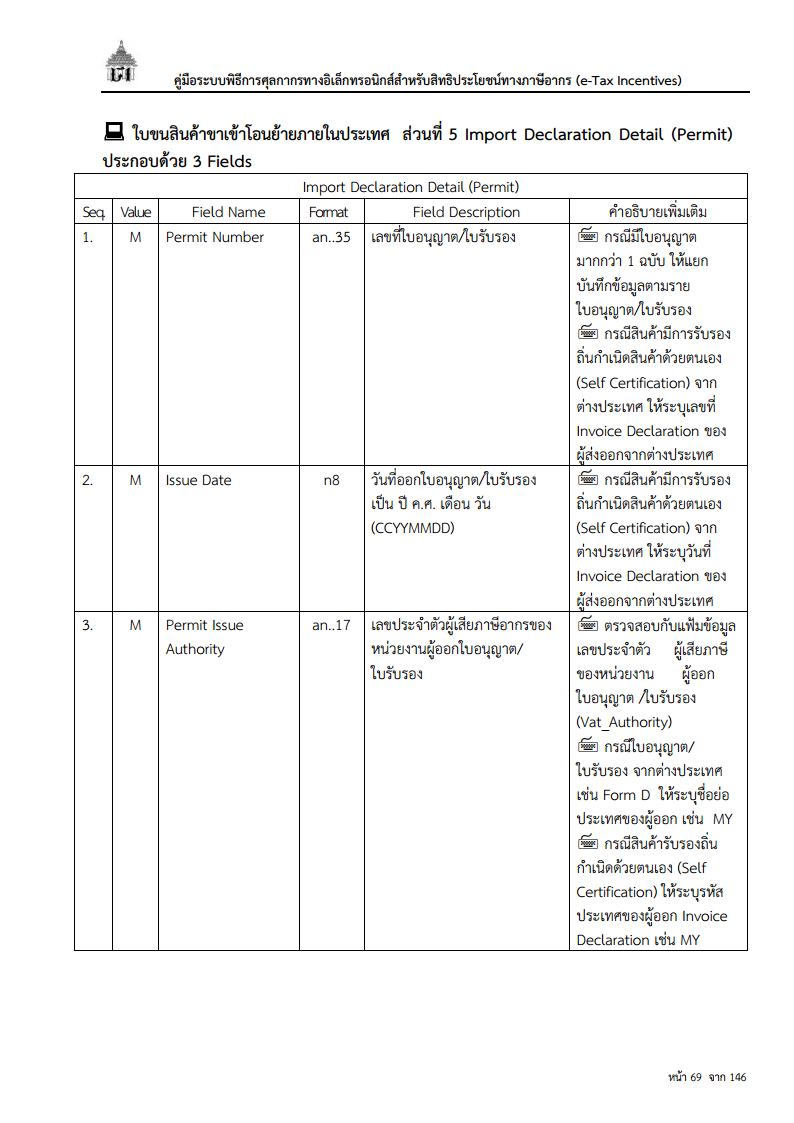 คู่มือระบบพิธีการศุลกากรทางอิเล็กทรอนิกส์สำหรับสิทธิประโยชน์ทางภาษีอากร (e-Tax Incentives)
ใบขนสินค้าขาเข้าโอนย้ายภายในประเทศ ส่วนที่ 5 Import Declaration Detail (Permit)
ประกอบด้วย 3 Fields
Import Declaration Detail (Permit)
Seq. Value Field Name Format Field Description คำอธิบายเพิ่มเติม
1. M Permit Number an..35 เลขที่ใบอนุญาต/ใบรับรอง กรณีมีใบอนุญาต
มากกว่า 1 ฉบับ ให้แยก
บันทึกข้อมูลตามราย
ใบอนุญาต/ใบรับรอง
กรณีสินค้ามีการรับรอง
ถิ่นกำเนิดสินค้าด้วยตนเอง
(Self Certification) จาก
ต่างประเทศ ให้ระบุเลขที่
Invoice Declaration ของ
ผู้ส่งออกจากต่างประเทศ
2. M Issue Date n8 วันที่ออกใบอนุญาต/ใบรับรอง กรณีสินค้ามีการรับรอง
เป็น ปี ค.ศ. เดือน วัน ถิ่นกำเนิดสินค้าด้วยตนเอง
(CCYYMMDD) (Self Certification) จาก
ต่างประเทศ ให้ระบุวันที่
Invoice Declaration ของ
ผู้ส่งออกจากต่างประเทศ
3. M Permit Issue an..17 เลขประจำตัวผู้เสียภาษีอากรของ ตรวจสอบกับแฟ้มข้อมูล
Authority หน่วยงานผู้ออกใบอนุญาต/ เลขประจำตัว ผู้เสียภาษี
ใบรับรอง ของหน่วยงาน ผู้ออก
ใบอนุญาต /ใบรับรอง
(Vat_Authority)
กรณีใบอนุญาต/
ใบรับรอง จากต่างประเทศ
เช่น Form D ให้ระบุชื่อย่อ
ประเทศของผู้ออก เช่น MY
กรณีสินค้ารับรองถิ่น
กำเนิดด้วยตนเอง (Self
Certification) ให้ระบุรหัส
ประเทศของผู้ออก Invoice
Declaration เช่น MY
หน้า 69 จาก 146